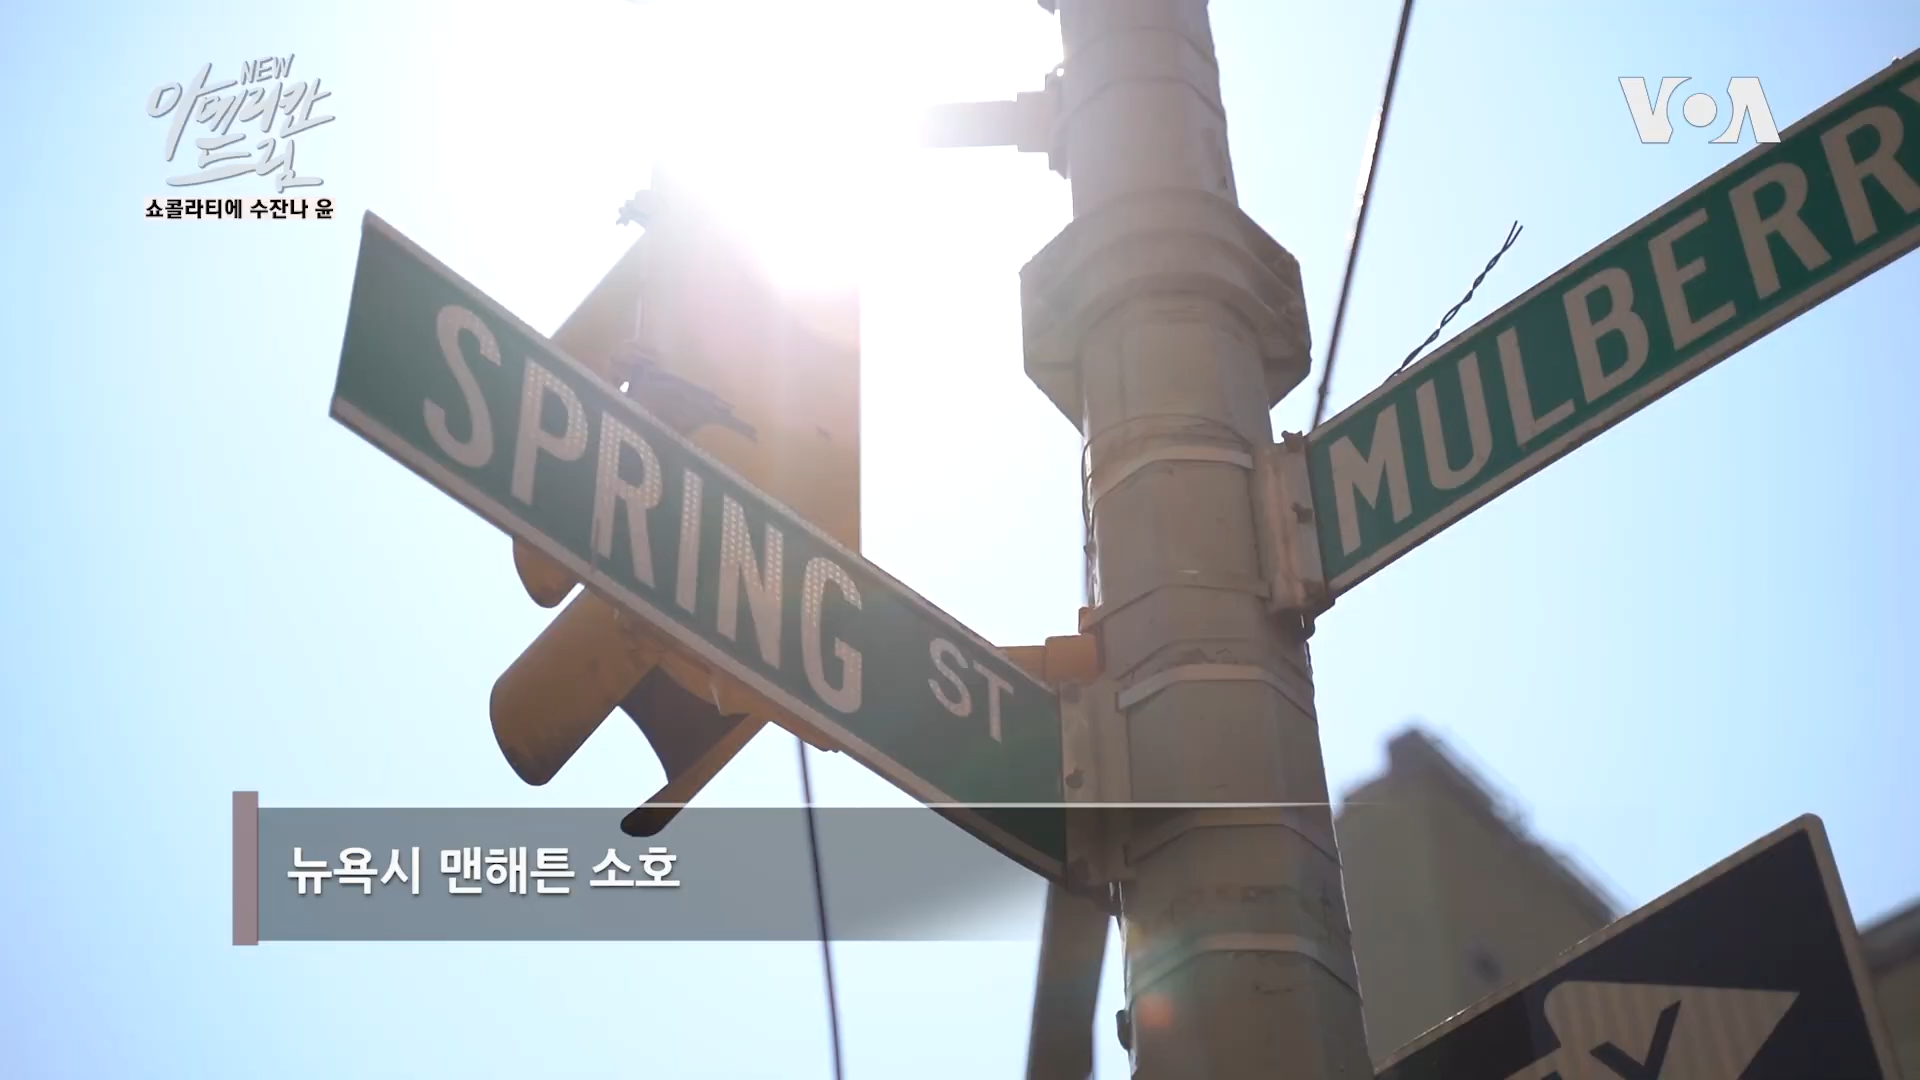 NEW
아메리칸
드림
쇼콜라티에 수잔나 윤
VOA
SPRING ST
MULBERRY
뉴욕시 맨해튼 소호